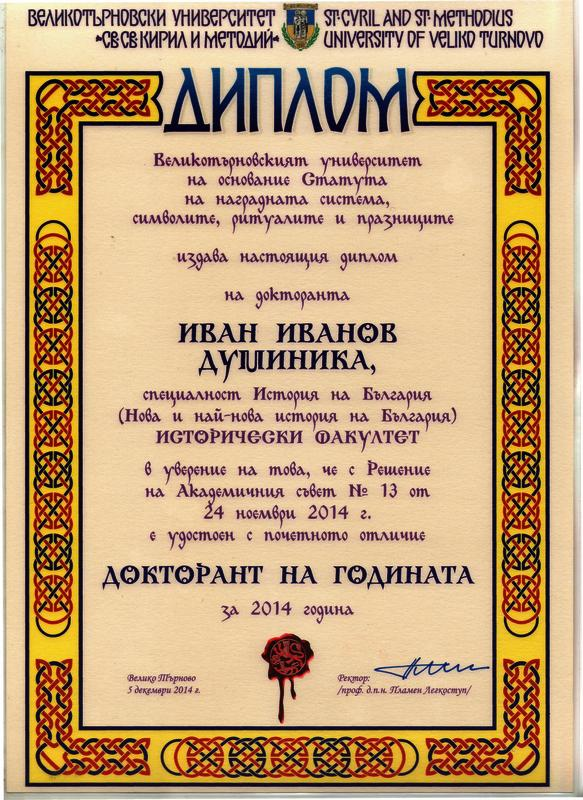 ВЕЛИКОТЪРНОВСКИ УНИВЕРСИТЕТ
"СВ. СВ. КИРИЛ И МЕТОДИЙ"
ST. CYRIL AND ST. METHODIUS
UNIVERSITY OF VELIKO TURNOVO
ДИПЛОМ
Великотърновският университет
на основание Статута
на наградната система,
символите, ритуалите и празниците
издава настоящия диплом
на докторанта
ИВАН ИВАНОВ
ДУМИНИКА,
специалност История на България
(Нова и най-нова история на България)
ИСТОРИЧЕСКИ ФАКУЛТЕТ
в уверение на това, че с Решение
на Академичния съвет № 13 от
24 ноември 2014 г.
е удостоен с почетното отличие
ДОКТОРАНТ НА ГОДИНАТА
за 2014 година
Велико Търново
5 декември 2014 г.
Ректор:
/проф. д.п.н. Пламен Легкоступ/